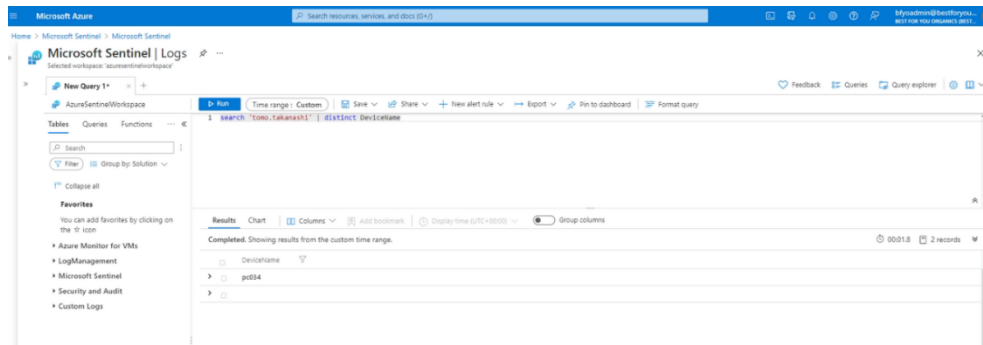 Microsoft Azure
Search resources, services, and docs (G+/)
bfyoadmin@bestforyou...
BEST FOR YOU ORGANICS (BEST...
Home > Microsoft Sentinel > Microsoft Sentinel
Microsoft Sentinel | Logs
Selected workspace: 'azuresentinelworkspace'
New Query 1*
Feedback Queries Query explorer
AzureSentinelWorkspace
Run Time range : Custom Save Share New alert rule Export Pin to dashboard Format query
Tables Queries Functions
1 search 'tomo.takanashi' | distinct DeviceName
Search
Filter Group by: Solution
Collapse all
Favorites
You can add favorites by clicking on
the ☆ icon
Azure Monitor for VMs
LogManagement
Microsoft Sentinel
Security and Audit
Custom Logs
Results Chart Columns Add bookmark Display time (UTC+00:00) Group columns
Completed. Showing results from the custom time range.
00:01.8 2 records
DeviceName
pc034